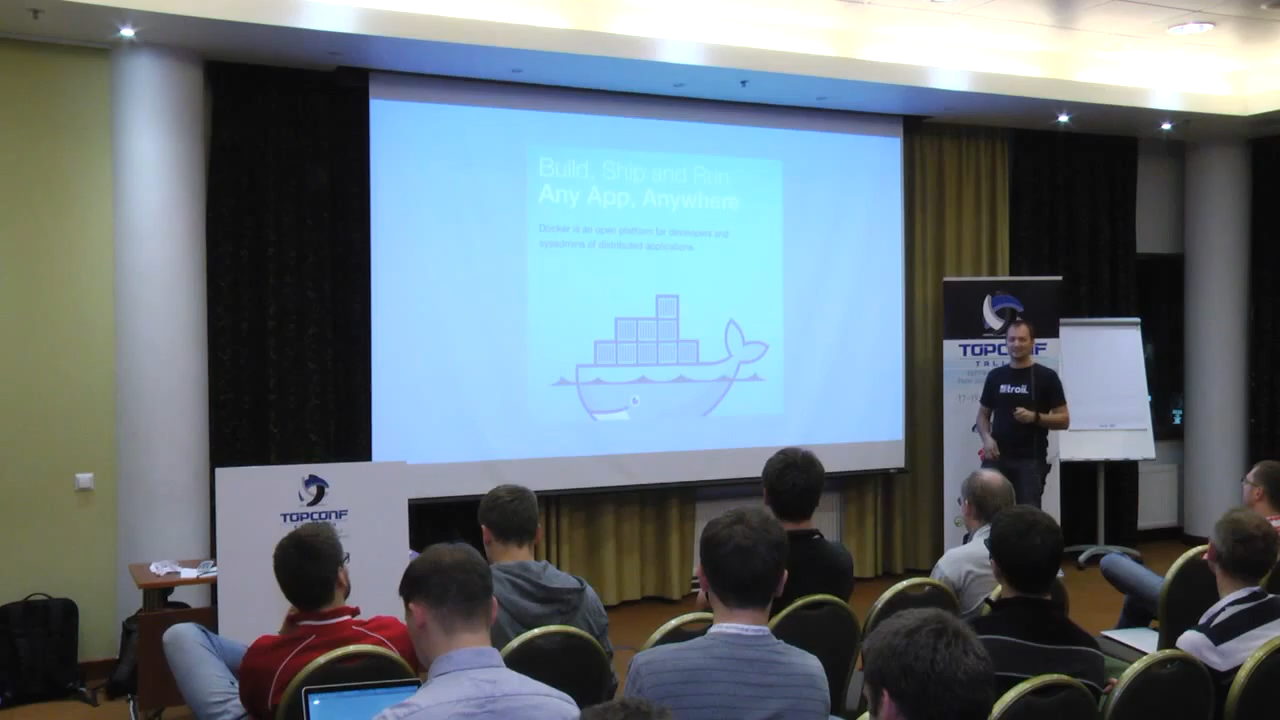 Build, Ship and Run
Any App, Anywhere
Docker is an open platform for developers and
sysadmins of distributed applications.
TOPCONF
troii.
TOPCONF